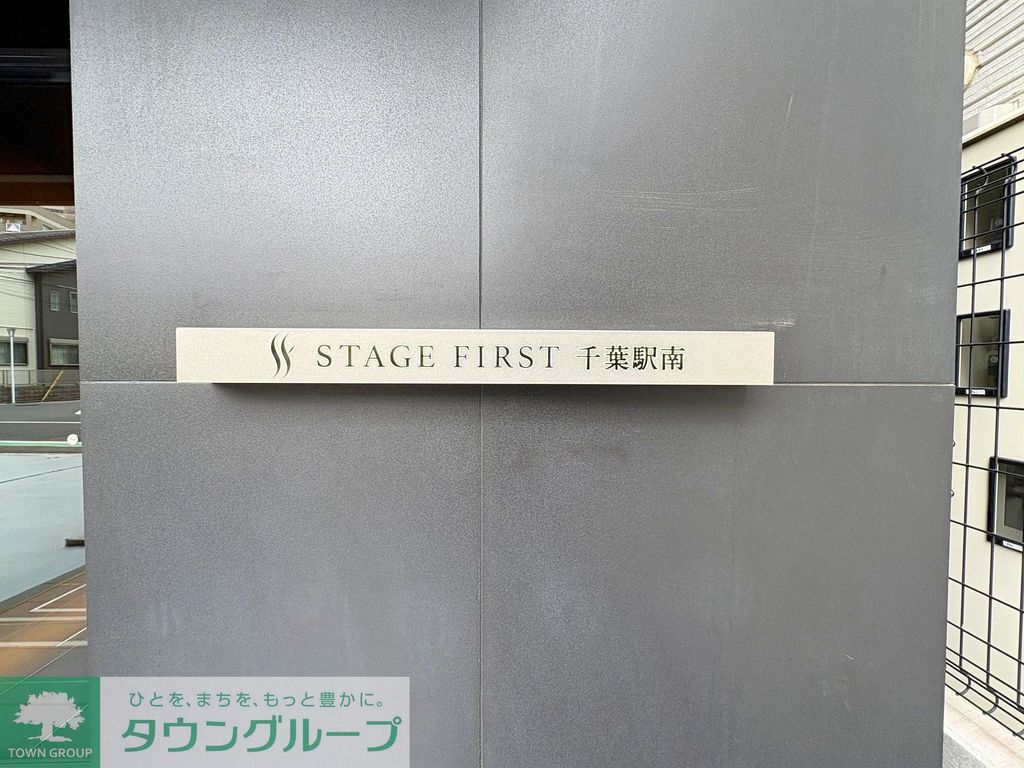 STAGE FIRST 千葉駅南
ひとを、まちを、もっと豊かに。
タウングループ
TOWN GROUP